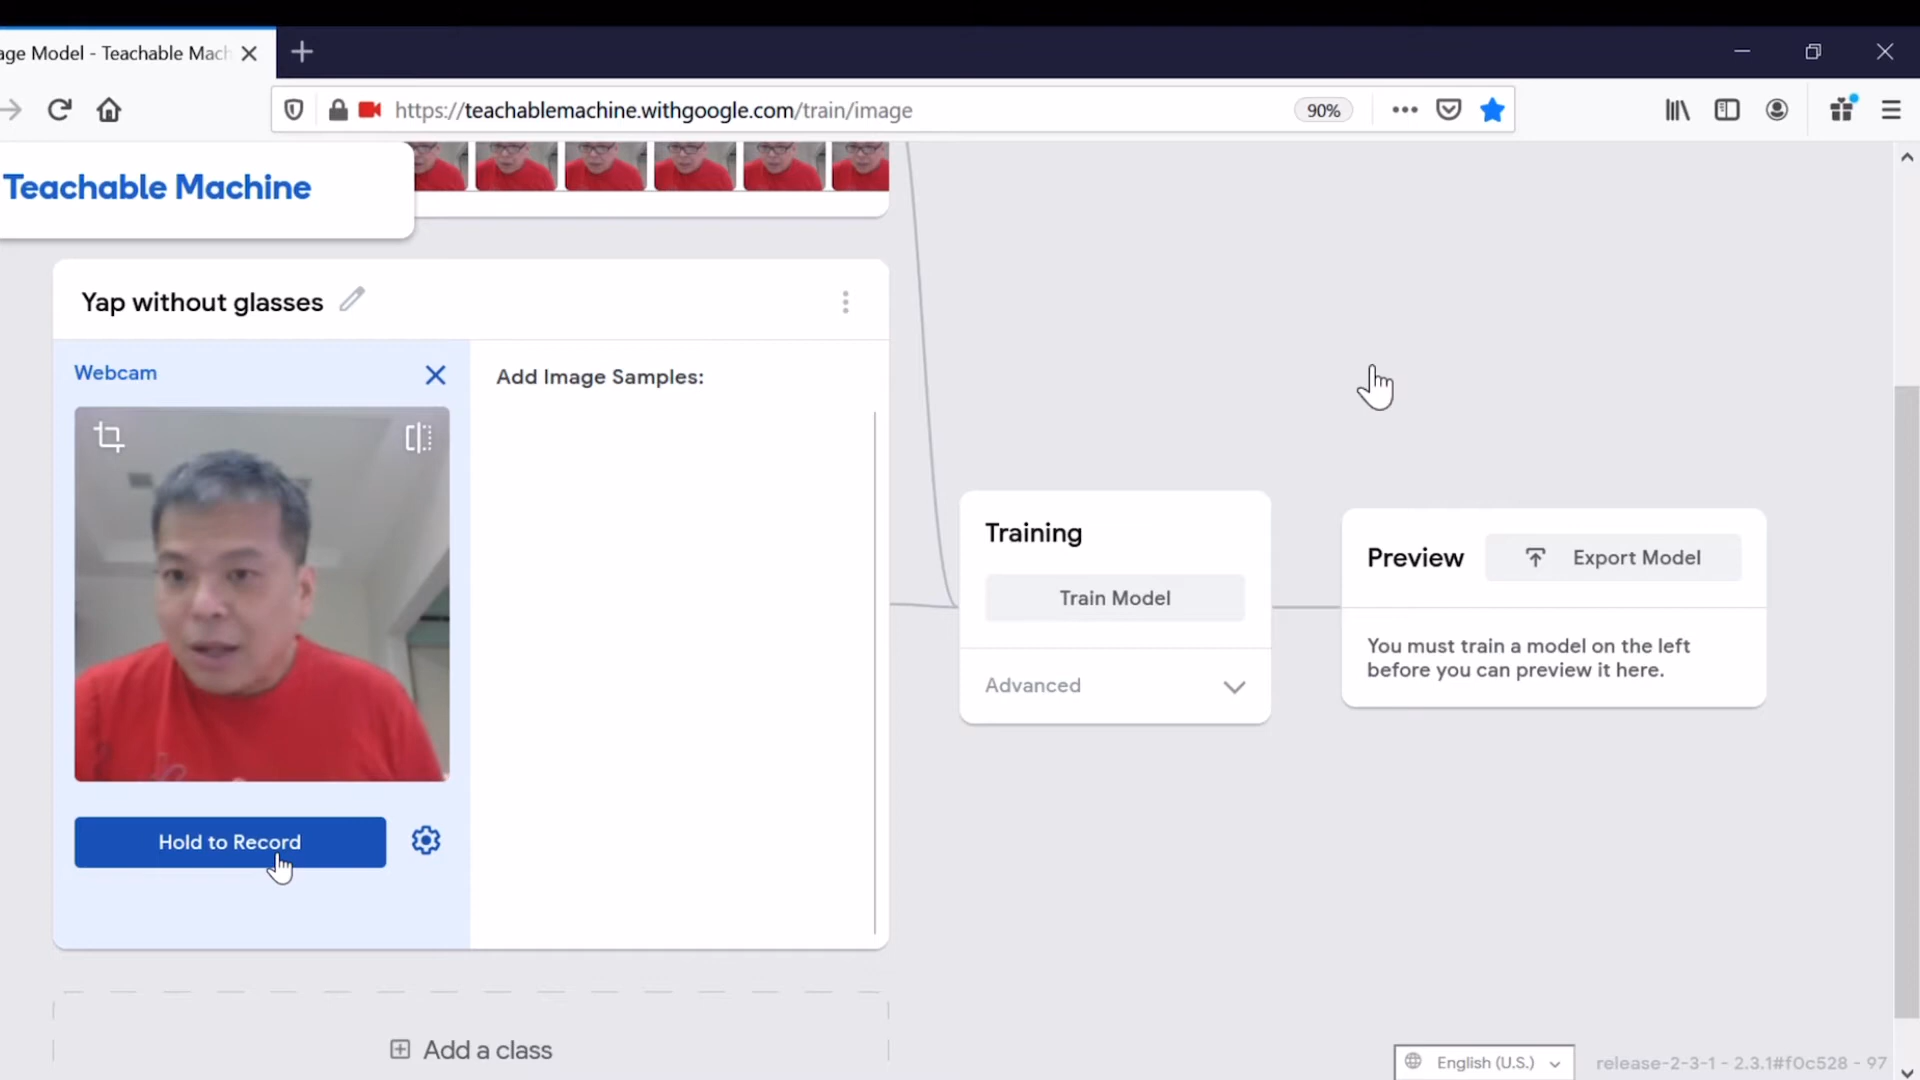 age Model - Teachable Mach
https://teachablemachine.withgoogle.com/train/image
90%
Teachable Machine
Yap without glasses
Webcam
Add Image Samples:
Hold to Record
Training
Train Model
Advanced
Preview
Export Model
You must train a model on the left
before you can preview it here.
Add a class
English (U.S.)
release-2-3-1 - 2.3.1#f0c528 - 97